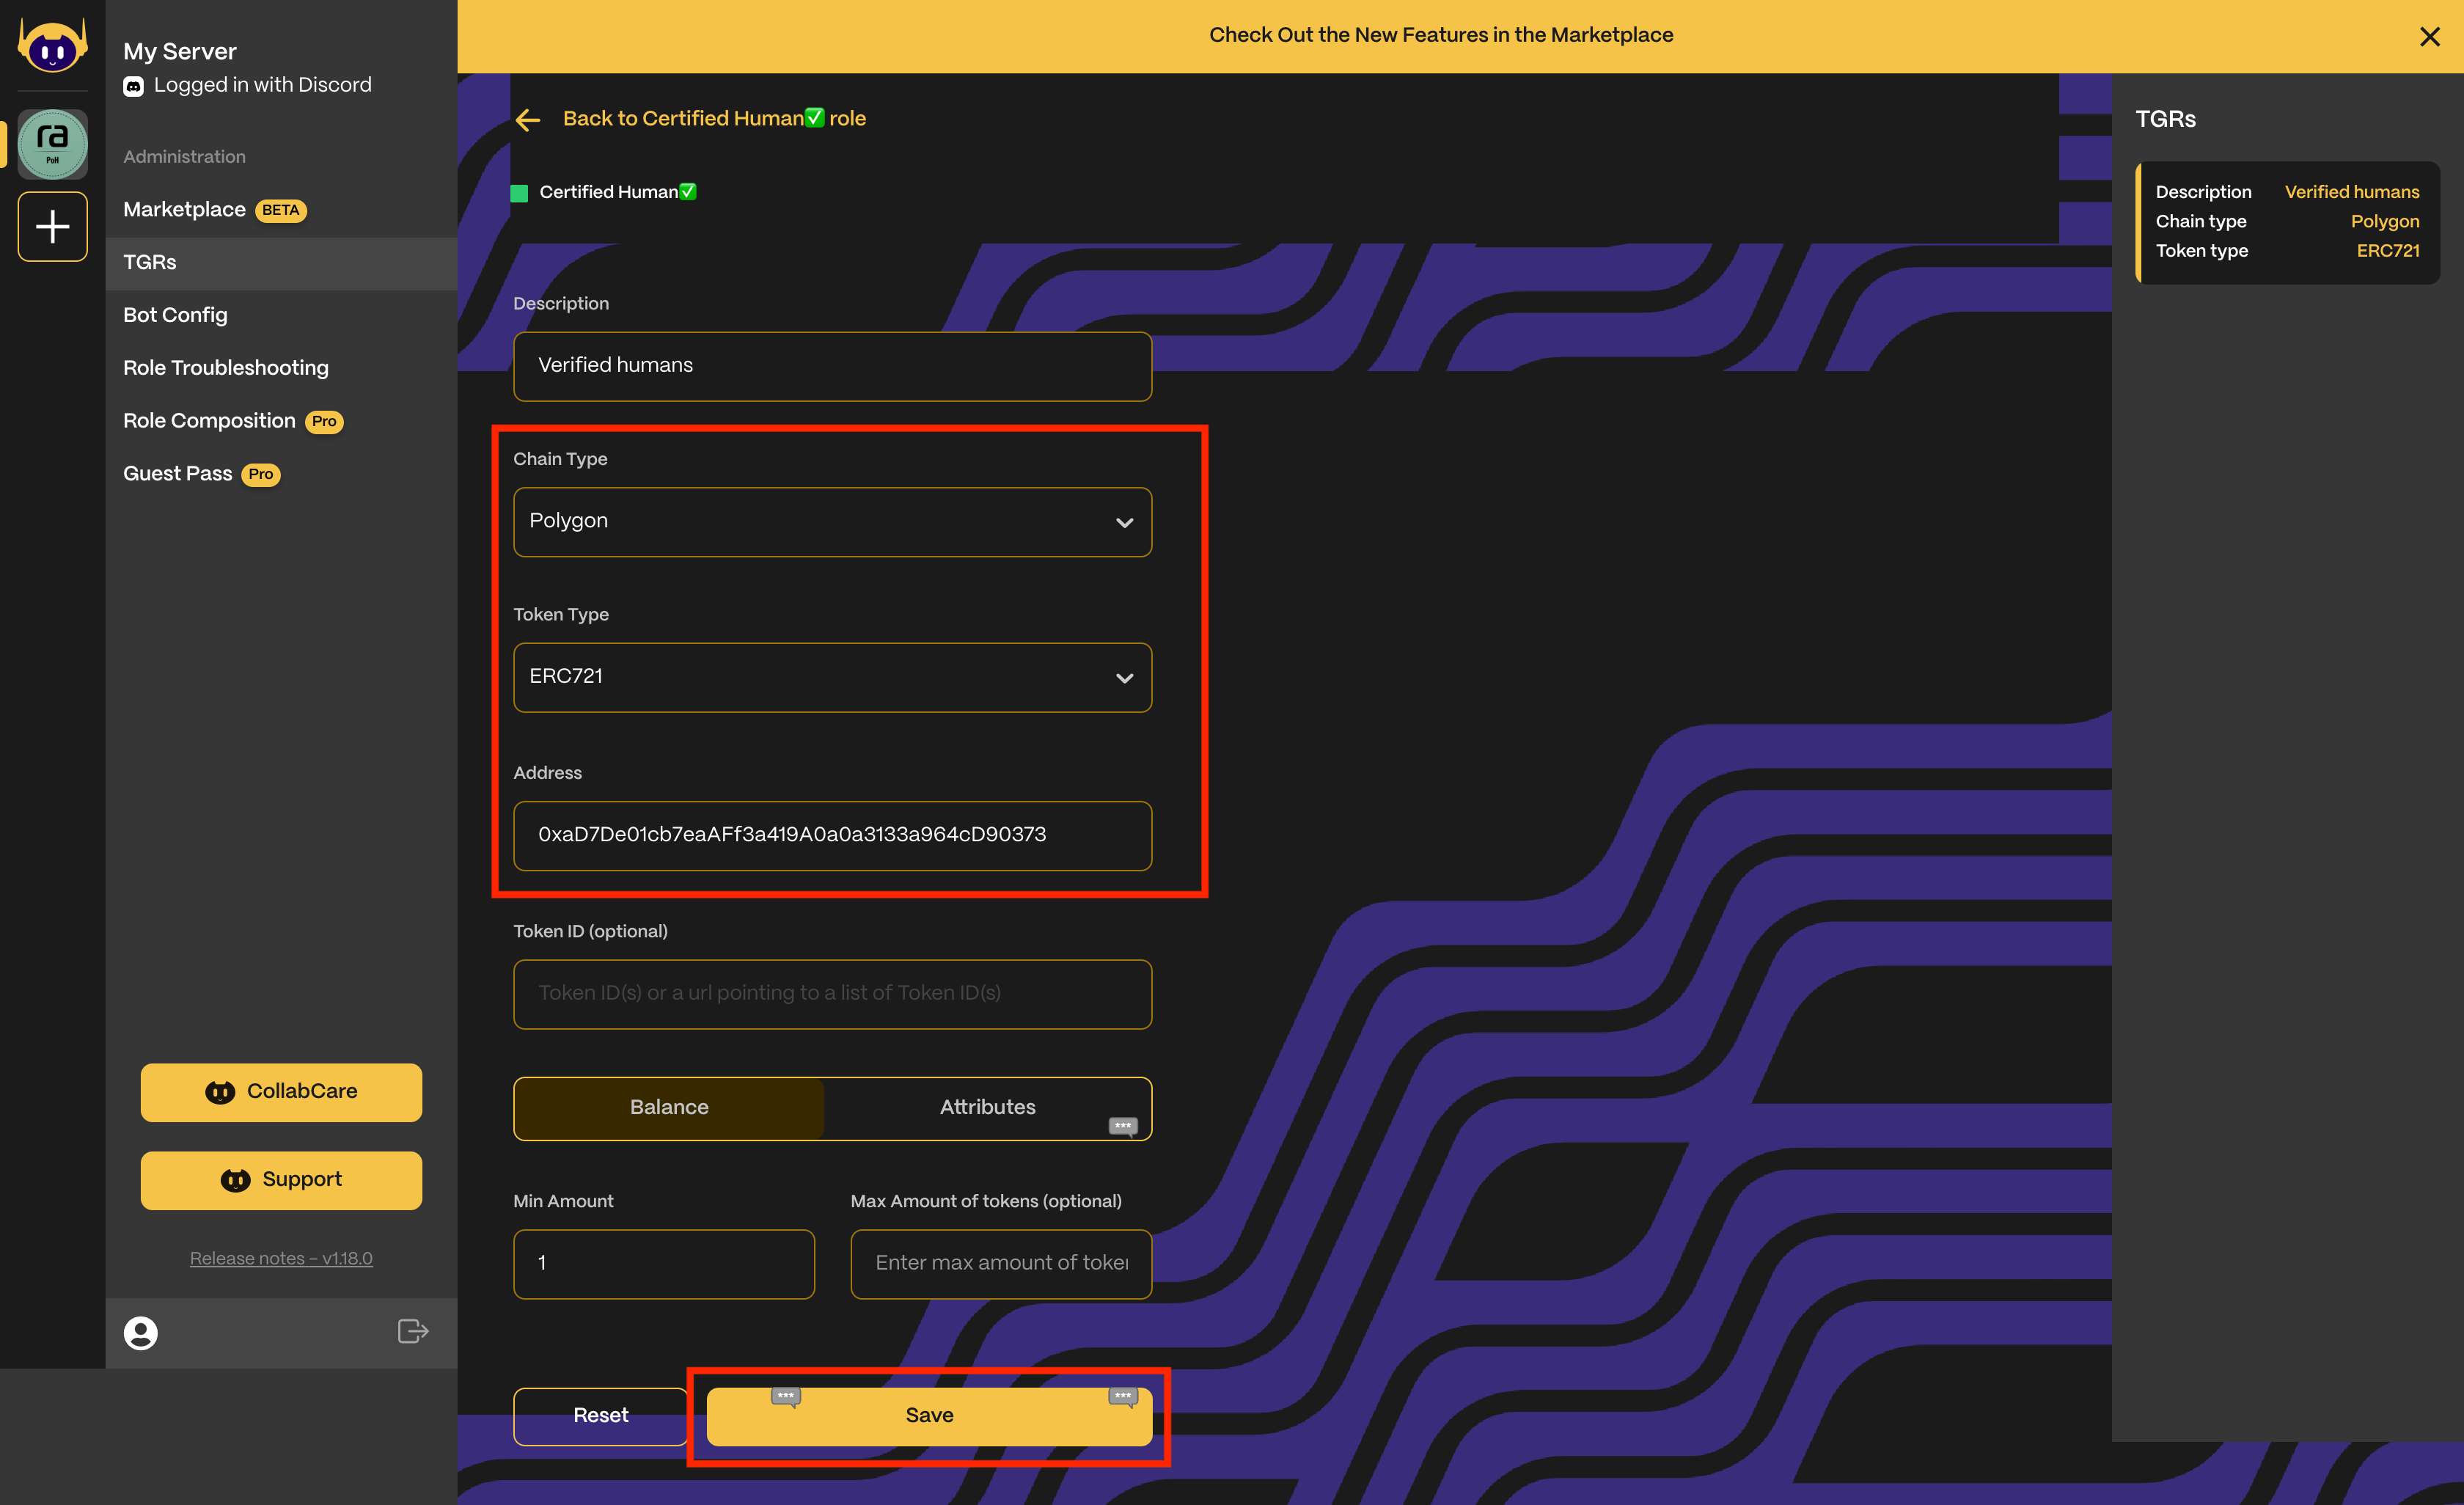 Check Out the New Features in the Marketplace
My Server
Logged in with Discord
ra
PoH
Administration
Marketplace BETA
TGRs
Bot Config
Role Troubleshooting
Role Composition Pro
Guest Pass Pro
CollabCare
Support
Release notes – v1.18.0
Back to Certified Human✅ role
Certified Human✅
Description
Verified humans
Chain Type
Polygon
Token Type
ERC721
Address
0xaD7De01cb7eaAFf3a419A0a0a3133a964cD90373
Token ID (optional)
Token ID(s) or a url pointing to a list of Token ID(s)
Balance Attributes
Min Amount Max Amount of tokens (optional)
1 Enter max amount of token
Reset Save
TGRs
Description Verified humans
Chain type Polygon
Token type ERC721